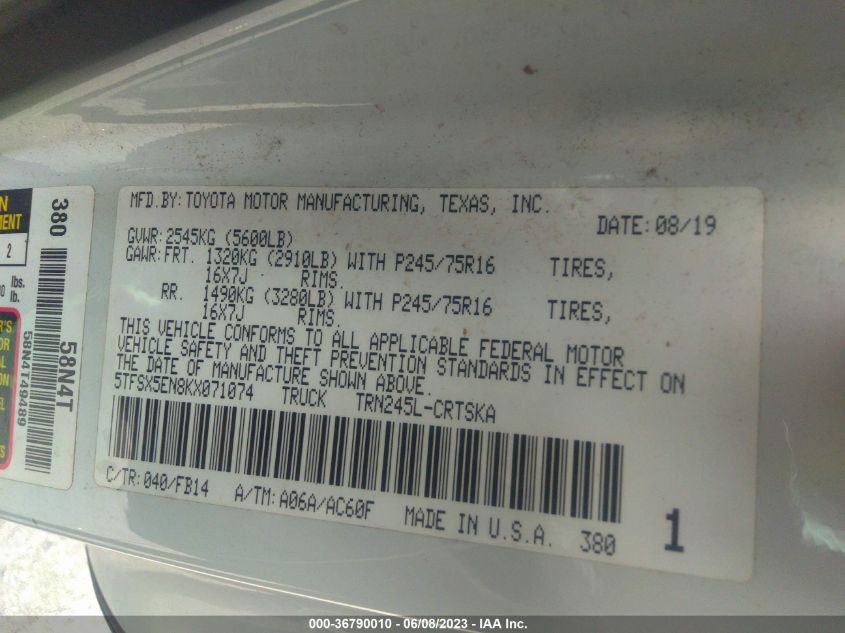 MFD.BY:TOYOTA MOTOR MANUFACTURING, TEXAS, INC.
DATE:08/19
GVWR:2545KG (5600LB)
GAWR:FRT. 1320KG (2910LB) WITH P245/75R16 TIRES,
16X7J RIMS.
RR. 1490KG (3280LB) WITH P245/75R16 TIRES,
16X7J RIMS.
THIS VEHICLE CONFORMS TO ALL APPLICABLE FEDERAL MOTOR
VEHICLE SAFETY AND THEFT PREVENTION STANDARDS IN EFFECT ON
THE DATE OF MANUFACTURE SHOWN ABOVE.
5TFSX5EN8KX071074 TRUCK TRN245L-CRTSKA
C/TR:040/FB14 A/TM:A06A/AC60F MADE IN U.S.A. 380 1
380
58N4T
58N4T49489
2
lbs.
lb.
000-36790010 - 06/08/2023 - IAA Inc.